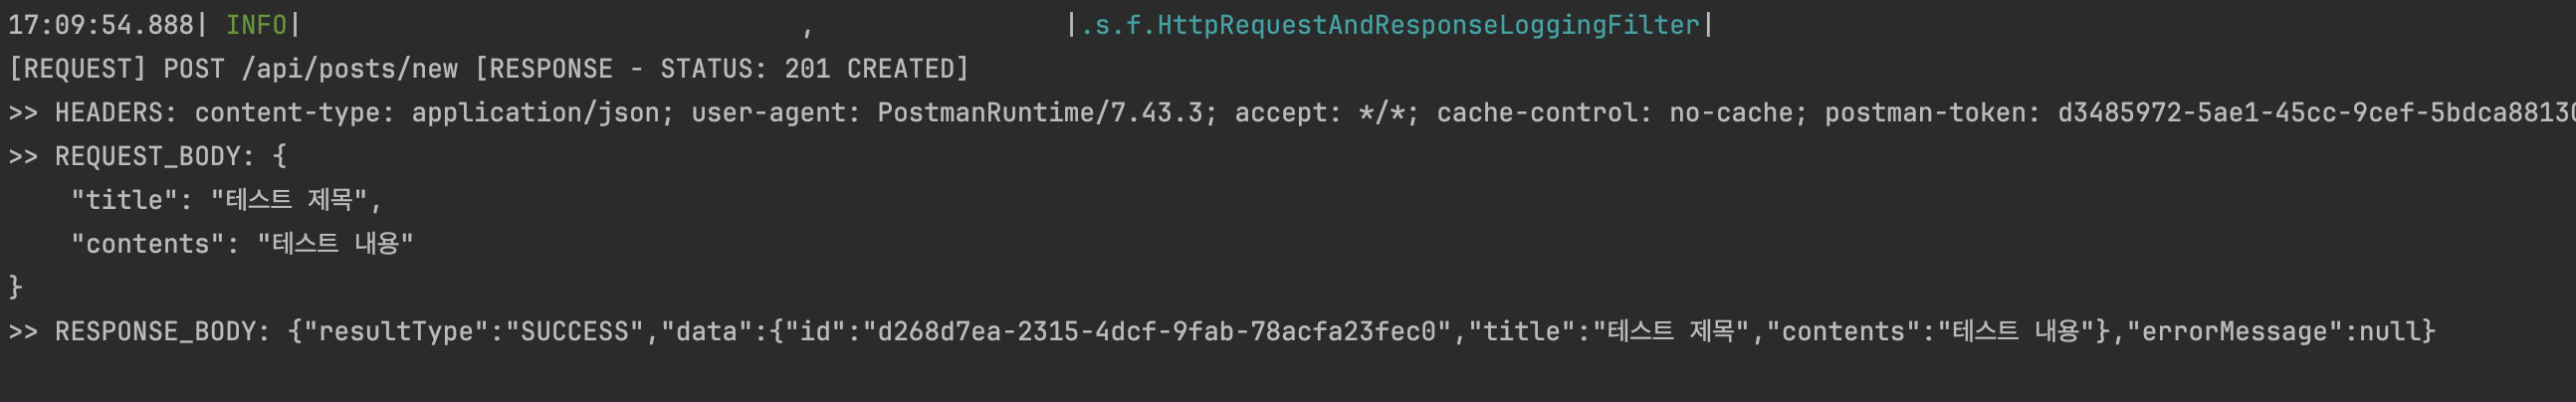 17:09:54.888| INFO|                                ,                |.s.f.HttpRequestAndResponseLoggingFilter|
[REQUEST] POST /api/posts/new [RESPONSE - STATUS: 201 CREATED]
>> HEADERS: content-type: application/json; user-agent: PostmanRuntime/7.43.3; accept: */*; cache-control: no-cache; postman-token: d3485972-5ae1-45cc-9cef-5bdca88130
>> REQUEST_BODY: {
    "title": "테스트 제목",
    "contents": "테스트 내용"
}
>> RESPONSE_BODY: {"resultType":"SUCCESS","data":{"id":"d268d7ea-2315-4dcf-9fab-78acfa23fec0","title":"테스트 제목","contents":"테스트 내용"},"errorMessage":null}